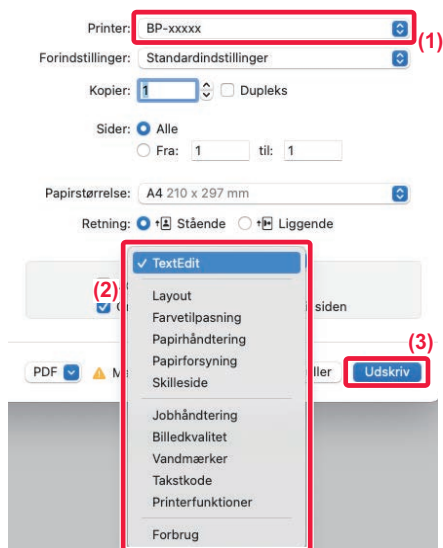 Printer: BP-xxxxx
(1)
Forindstillinger: Standardindstillinger
Kopier: 1 Dupleks
Sider: Alle
Fra: 1 til: 1
Papirstørrelse: A4 210 x 297 mm
Retning: Stående Liggende
✓ TextEdit
(2)
Layout
siden
Farvetilpasning
Papirhåndtering
(3)
Papirforsyning
PDF ller Udskriv
Skilleside
Jobhåndtering
Billedkvalitet
Vandmærker
Takstkode
Printerfunktioner
Forbrug